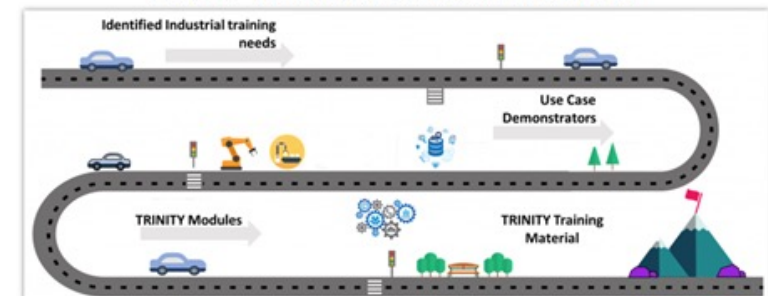 Identified Industrial training
needs
Use Case
Demonstrators
TRINITY Modules
TRINITY Training
Material